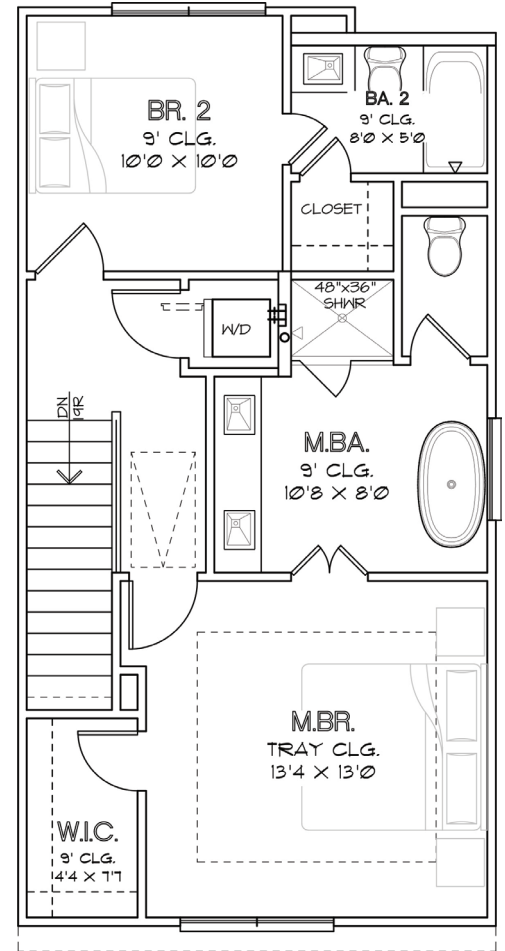 BR. 2
9' CLG.
10'0 X 10'0
BA. 2
9' CLG.
8'0 X 5'0
CLOSET
48"x36"
SHWR
W/D
DN
19R
M.BA.
9' CLG.
10'8 X 8'0
M.BR.
TRAY CLG.
13'4 X 13'0
W.I.C.
9' CLG.
4'4 X 7'7